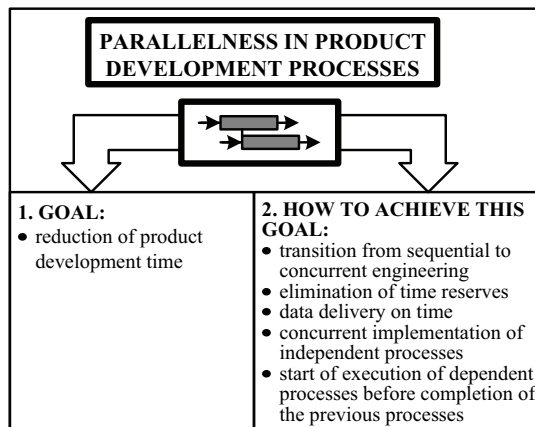 PARALLELNESS IN PRODUCT
DEVELOPMENT PROCESSES
1. GOAL:
• reduction of product
development time
2. HOW TO ACHIEVE THIS
GOAL:
• transition from sequential to
concurrent engineering
• elimination of time reserves
• data delivery on time
• concurrent implementation of
independent processes
• start of execution of dependent
processes before completion of
the previous processes